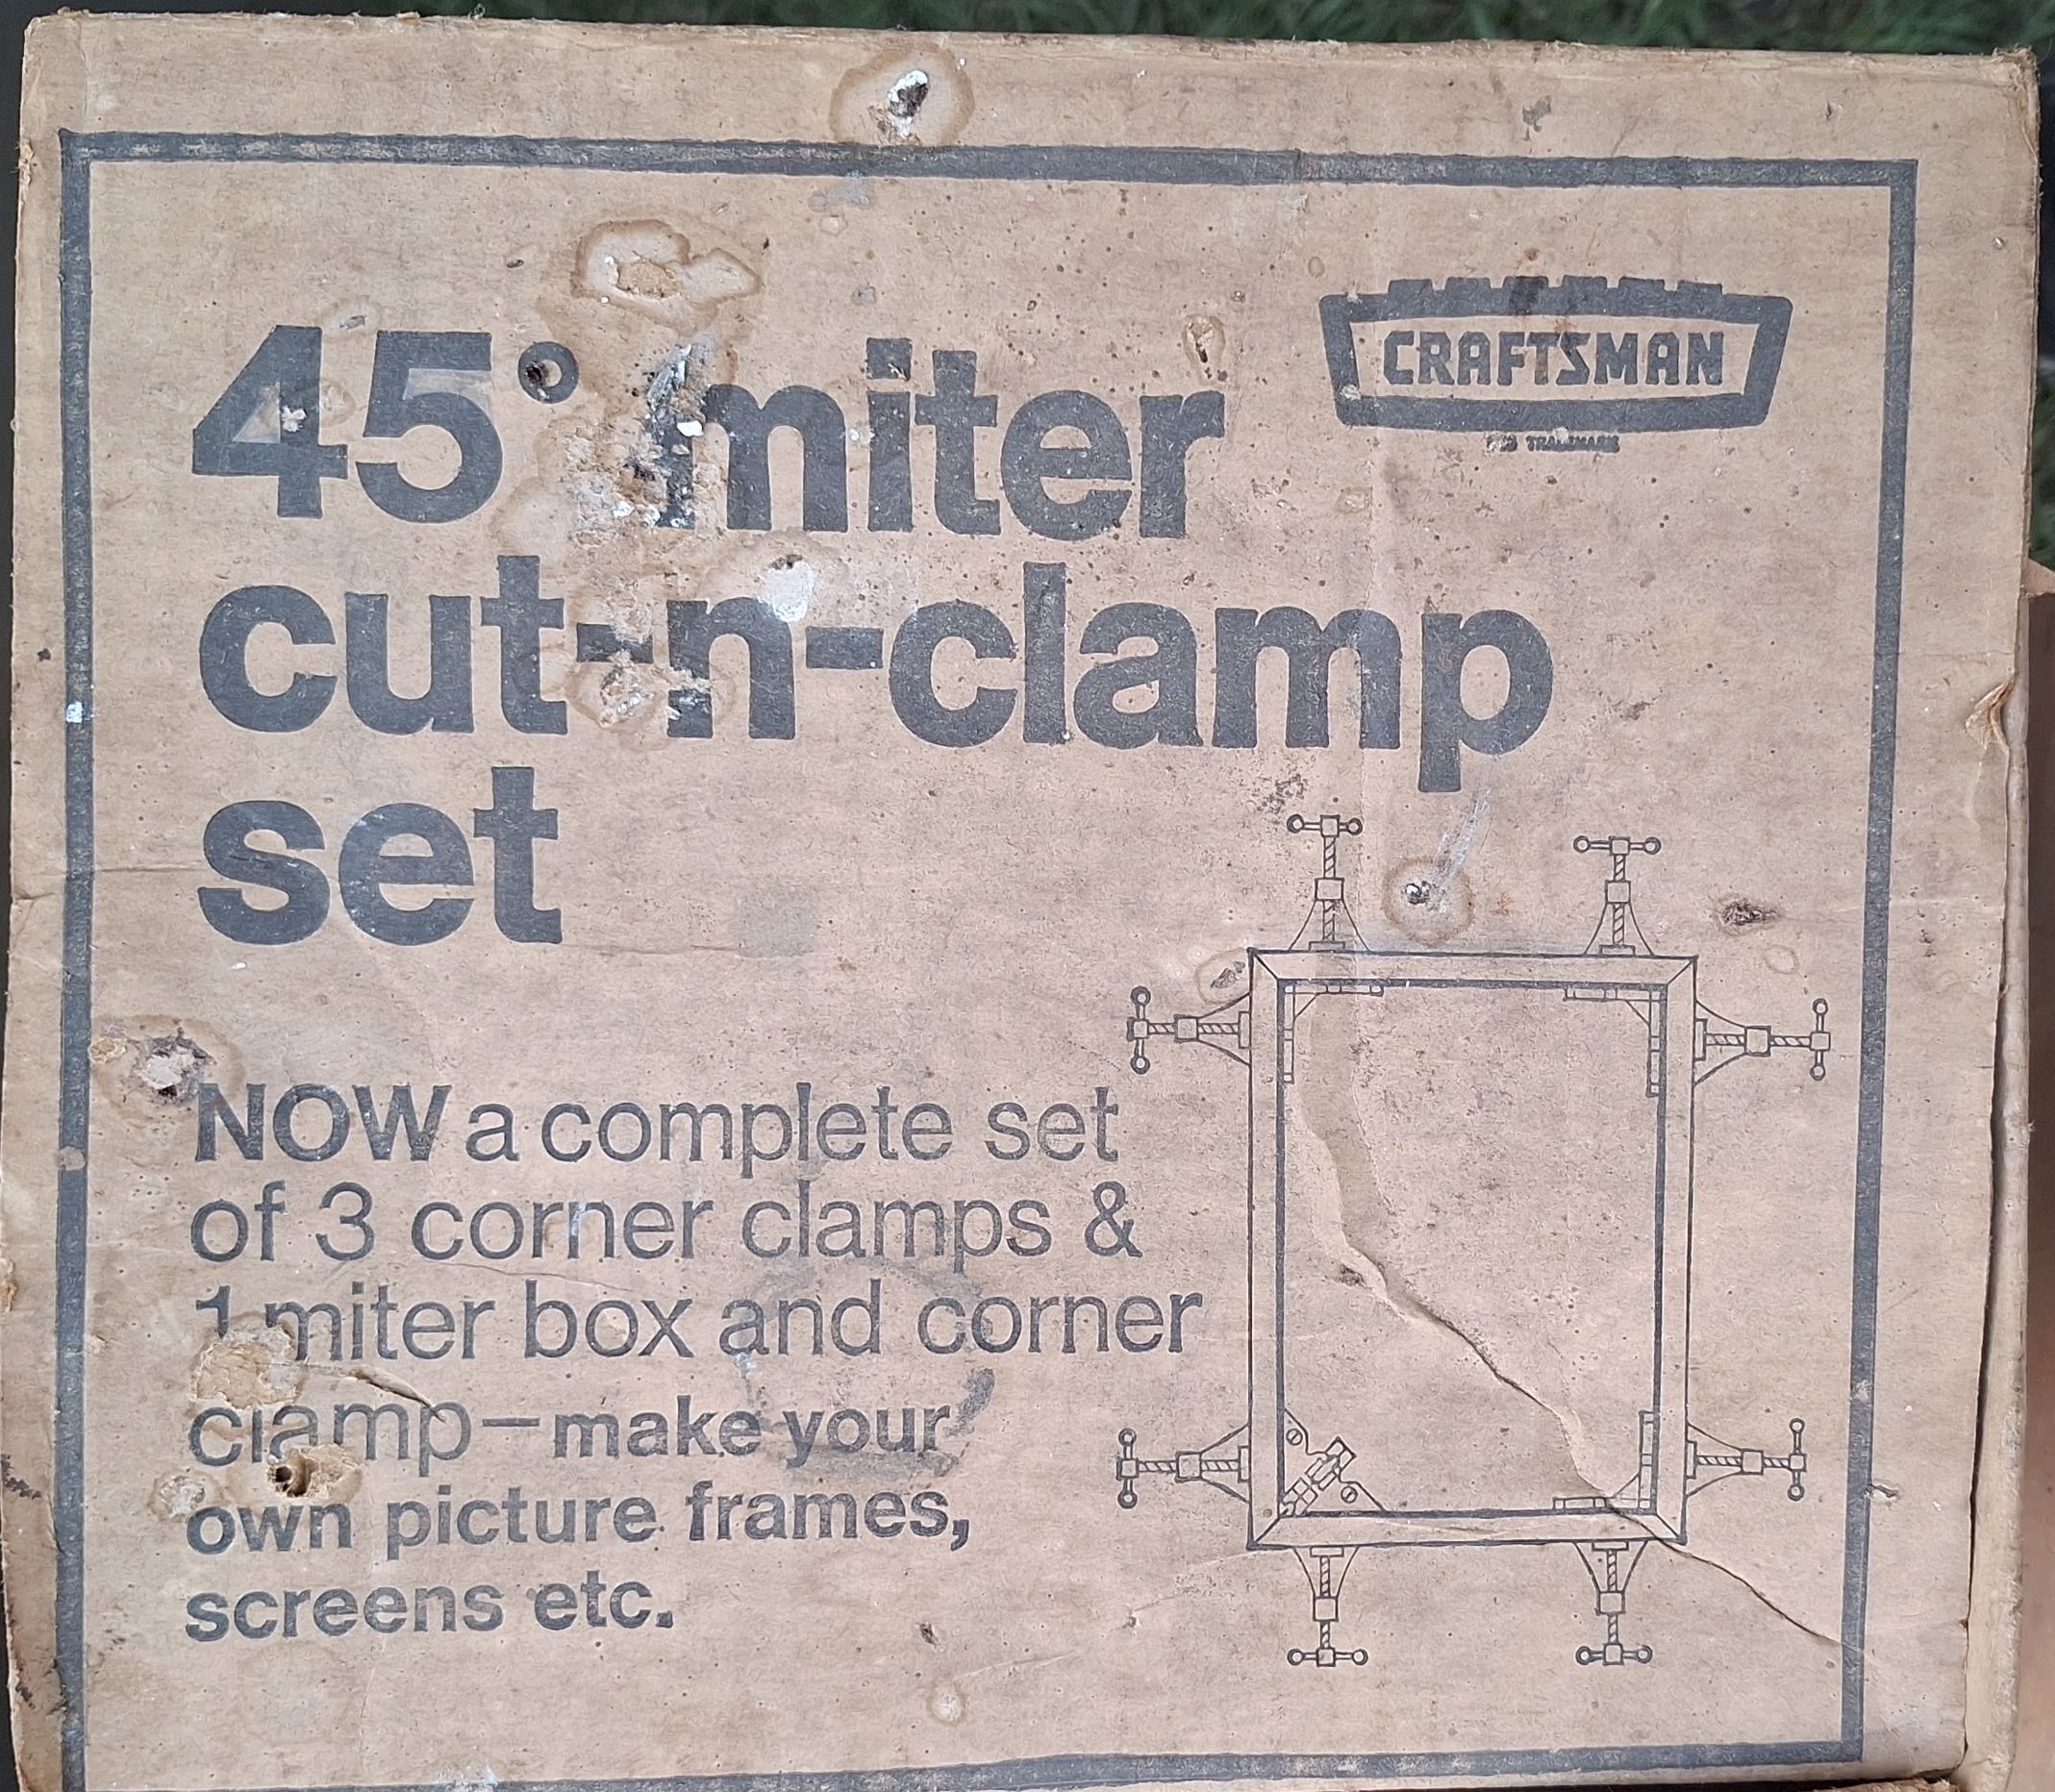 45° miter
CRAFTSMAN
TRADEMARK
cut-n-clamp
set
NOW a complete set
of 3 corner clamps &
1 miter box and corner
clamp—make your
own picture frames,
screens etc.